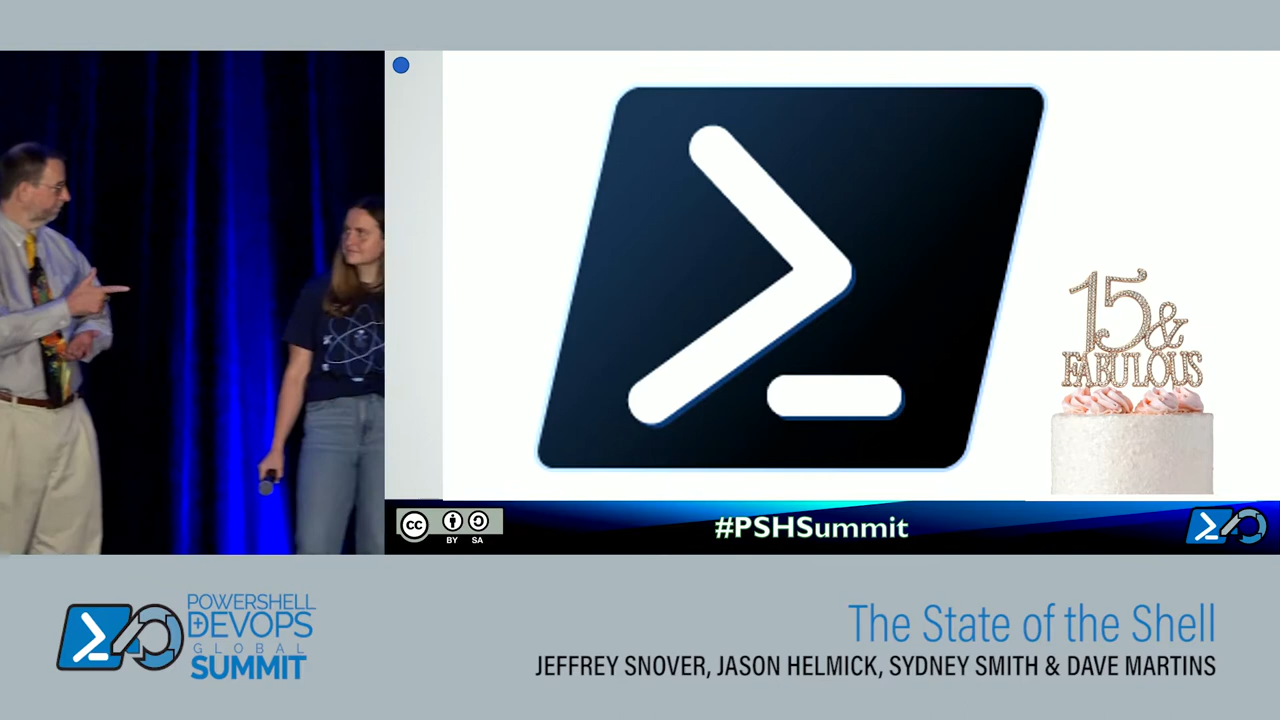 15&
FABULOUS
cc
BY SA
#PSHSummit
POWERSHELL
+DEVOPS
GLOBAL
SUMMIT
The State of the Shell
JEFFREY SNOVER, JASON HELMICK, SYDNEY SMITH & DAVE MARTINS